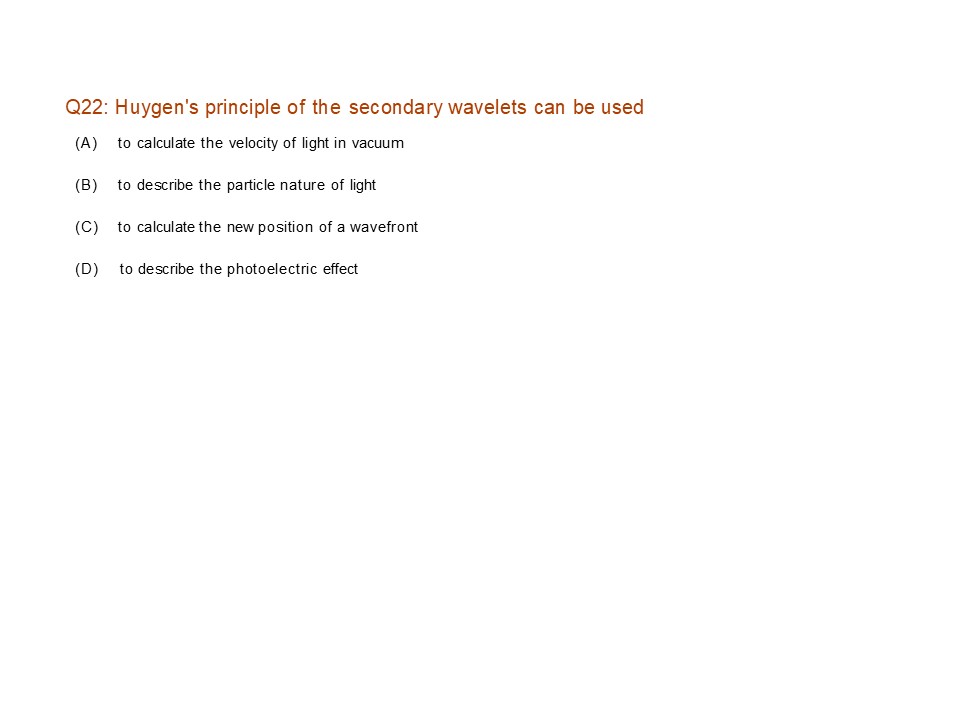 Q22: Huygen's principle of the secondary wavelets can be used
(A) to calculate the velocity of light in vacuum
(B) to describe the particle nature of light
(C) to calculate the new position of a wavefront
(D) to describe the photoelectric effect